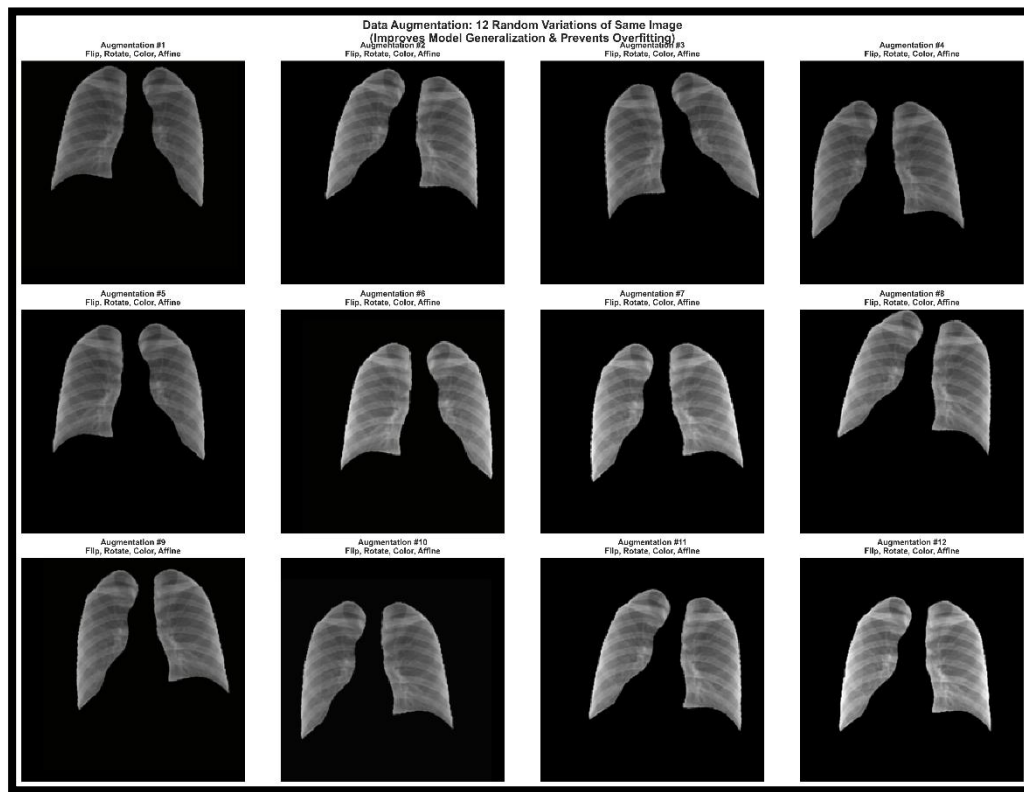 Data Augmentation: 12 Random Variations of Same Image
(Improves Model Generalization & Prevents Overfitting)
Augmentation #1
Flip, Rotate, Color, Affine
Augmentation #2
Flip, Rotate, Color, Affine
Augmentation #3
Flip, Rotate, Color, Affine
Augmentation #4
Flip, Rotate, Color, Affine
Augmentation #5
Flip, Rotate, Color, Affine
Augmentation #6
Flip, Rotate, Color, Affine
Augmentation #7
Flip, Rotate, Color, Affine
Augmentation #8
Flip, Rotate, Color, Affine
Augmentation #9
Flip, Rotate, Color, Affine
Augmentation #10
Flip, Rotate, Color, Affine
Augmentation #11
Flip, Rotate, Color, Affine
Augmentation #12
Flip, Rotate, Color, Affine